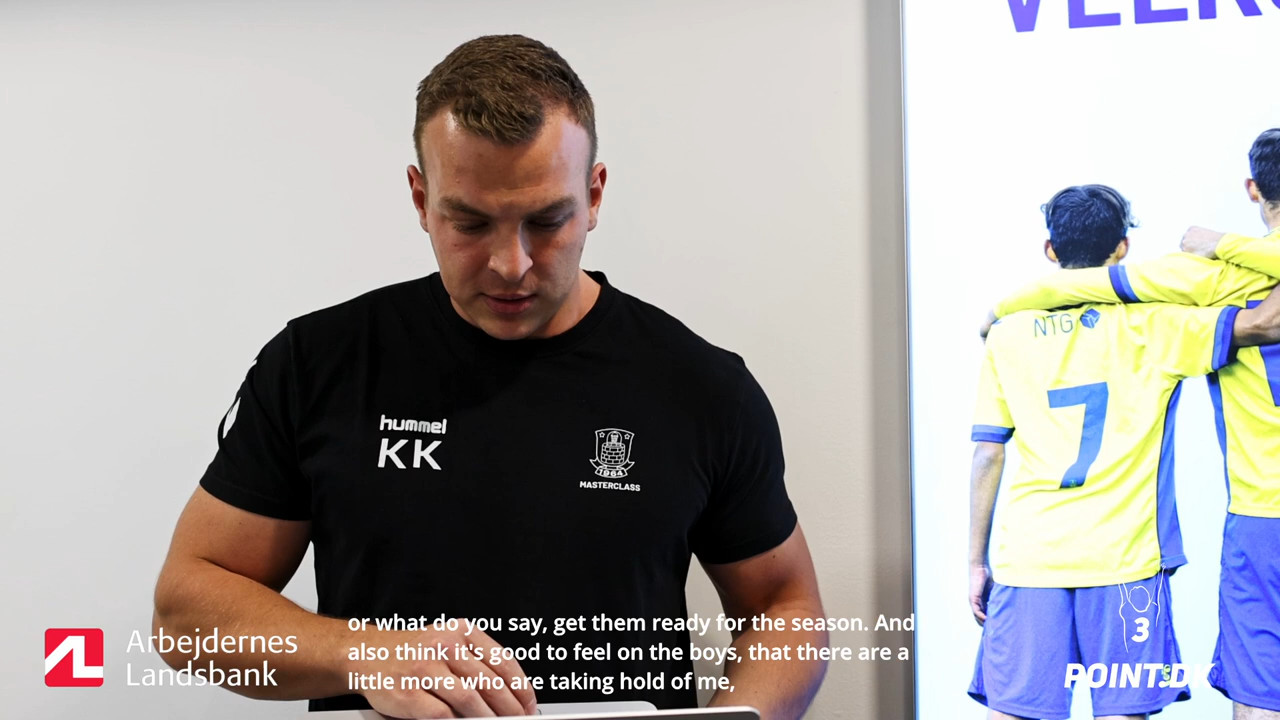 NTG
7
hummel
KK
1964
MASTERCLASS
or what do you say, get them ready for the season. And
also think it's good to feel on the boys, that there are a
little more who are taking hold of me,
Arbejdernes
Landsbank
3
POINT.DK